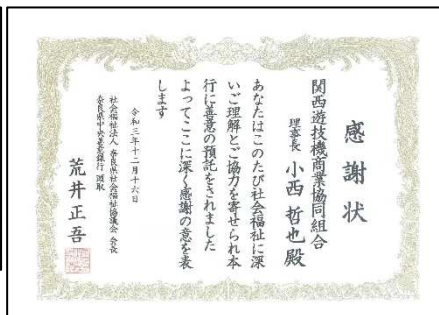 感謝状
関西遊技機商業協同組合
理事長 小西哲也殿
あなたはこのたび社会福祉に深
いご理解とご協力を寄せられ本
行に善意の預託をされました
よってここに深く感謝の意を表
します
令和三年十二月十六日
社会福祉法人 奈良県社会福祉協議会 会長
奈良県中央善意銀行 頭取
荒井正吾